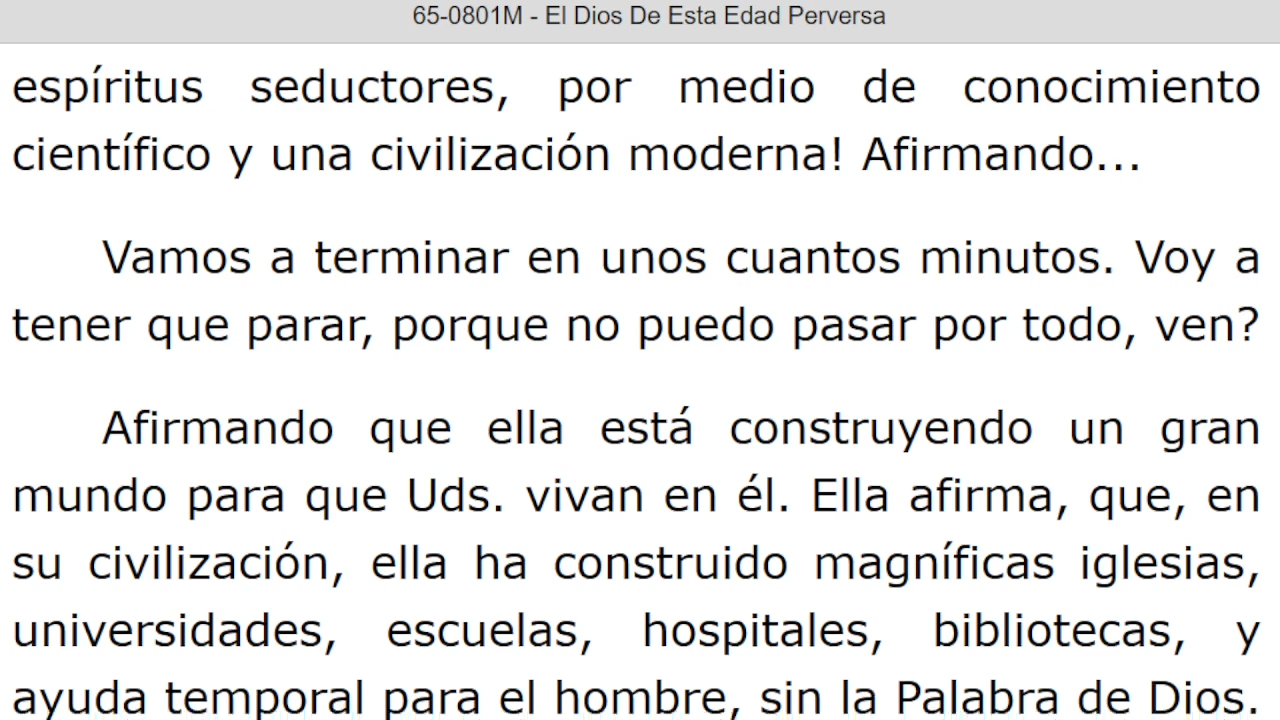 65-0801M - El Dios De Esta Edad Perversa
espíritus seductores, por medio de conocimiento
científico y una civilización moderna! Afirmando...
Vamos a terminar en unos cuantos minutos. Voy a
tener que parar, porque no puedo pasar por todo, ven?
Afirmando que ella está construyendo un gran
mundo para que Uds. vivan en él. Ella afirma, que, en
su civilización, ella ha construido magníficas iglesias,
universidades, escuelas, hospitales, bibliotecas, y
ayuda temporal para el hombre, sin la Palabra de Dios.